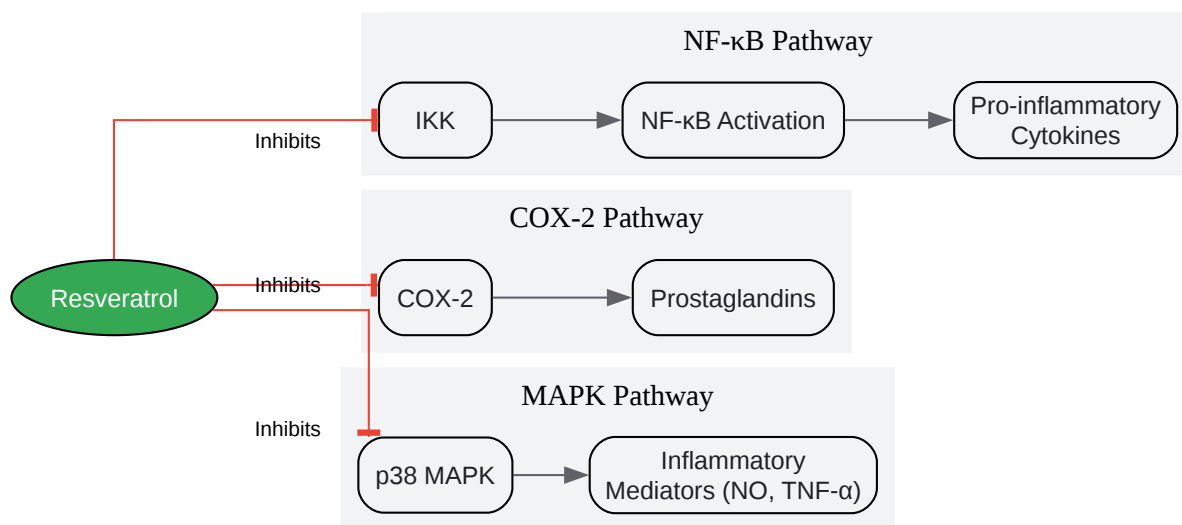 NF-κB Pathway
IKK
NF-κB Activation
Pro-inflammatory
Cytokines
Inhibits
COX-2 Pathway
Resveratrol
Inhibits
COX-2
Prostaglandins
MAPK Pathway
Inhibits
p38 MAPK
Inflammatory
Mediators (NO, TNF-α)